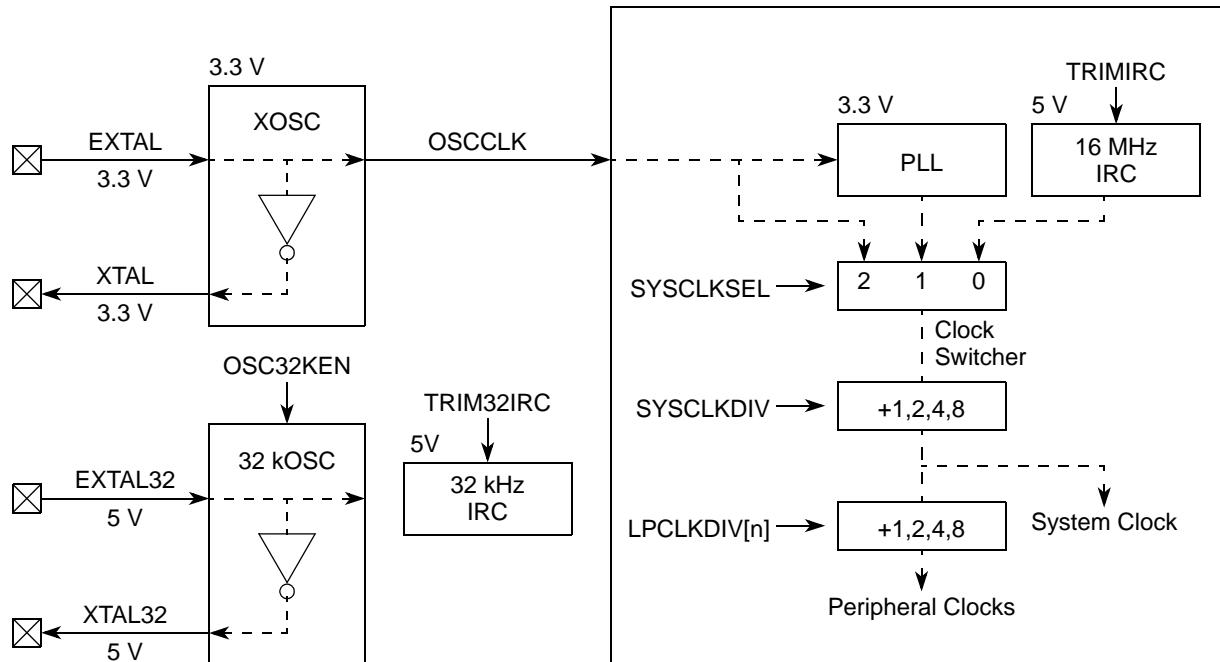 3.3 V
XOSC
EXTAL
3.3 V
XTAL
3.3 V
OSCCLK
3.3 V
PLL
TRIMIRC
5 V
16 MHz
IRC
SYSCLKSEL
2 1 0
Clock
Switcher
SYSCLKDIV
+1,2,4,8
LPCLKDIV[n]
+1,2,4,8
System Clock
Peripheral Clocks
OSC32KEN
32 kOSC
EXTAL32
5 V
XTAL32
5 V
TRIM32IRC
5V
32 kHz
IRC